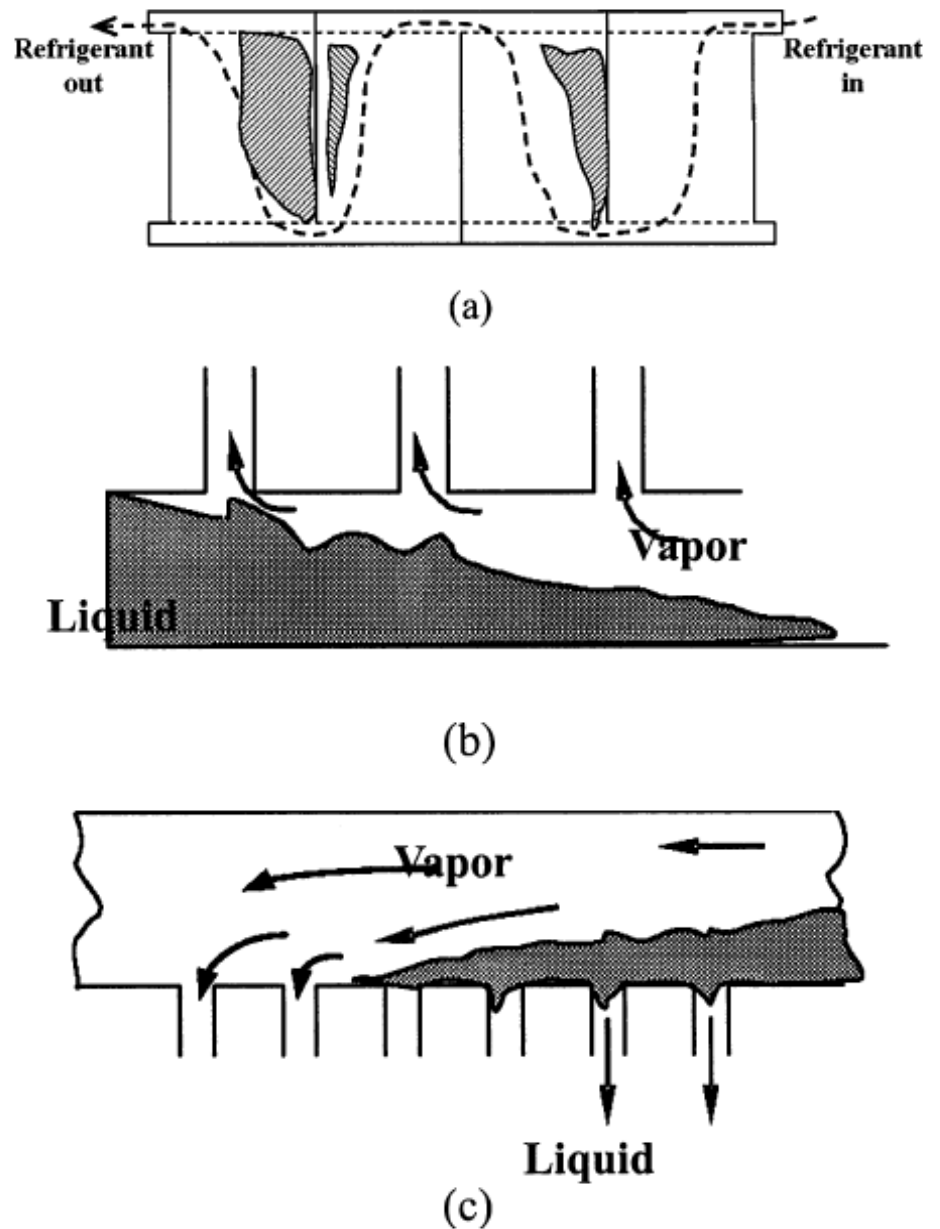 Refrigerant
out
Refrigerant
in
(a)
Vapor
Liquid
(b)
Vapor
Liquid
(c)